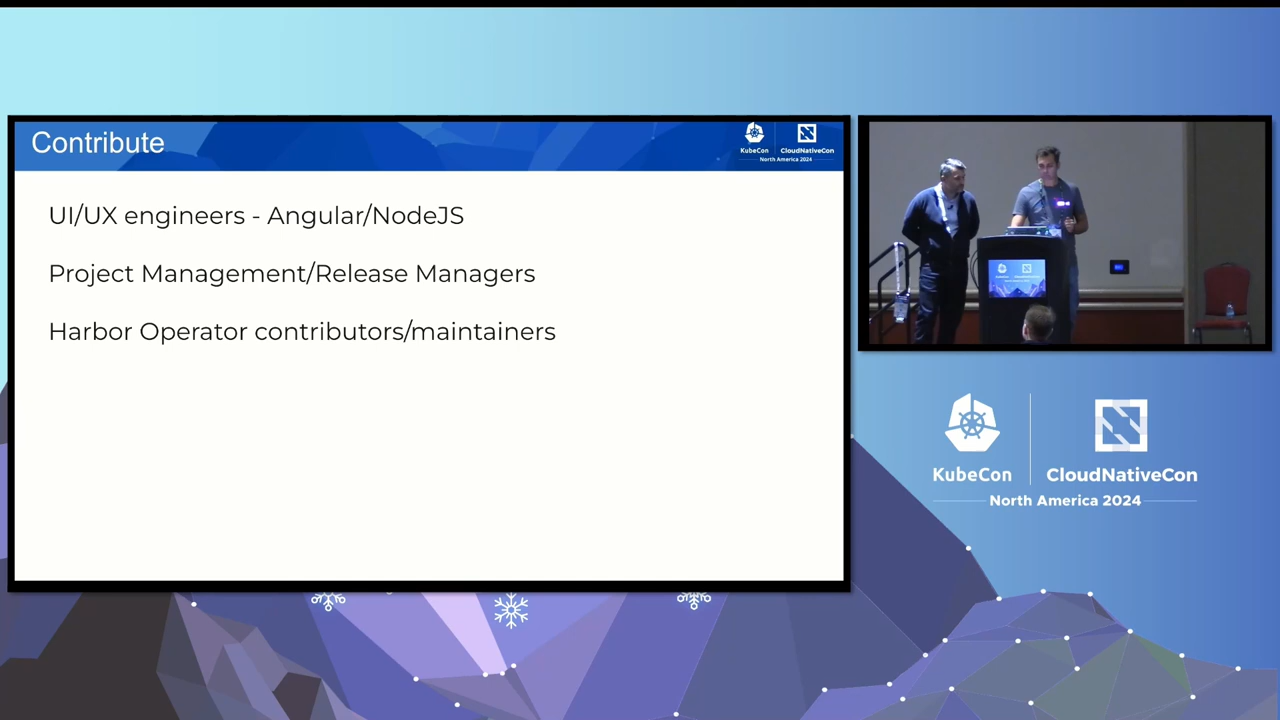 Contribute
KubeCon
CloudNativeCon
North America 2024
UI/UX engineers - Angular/NodeJS
Project Management/Release Managers
Harbor Operator contributors/maintainers
KubeCon
CloudNativeCon
North America 2024